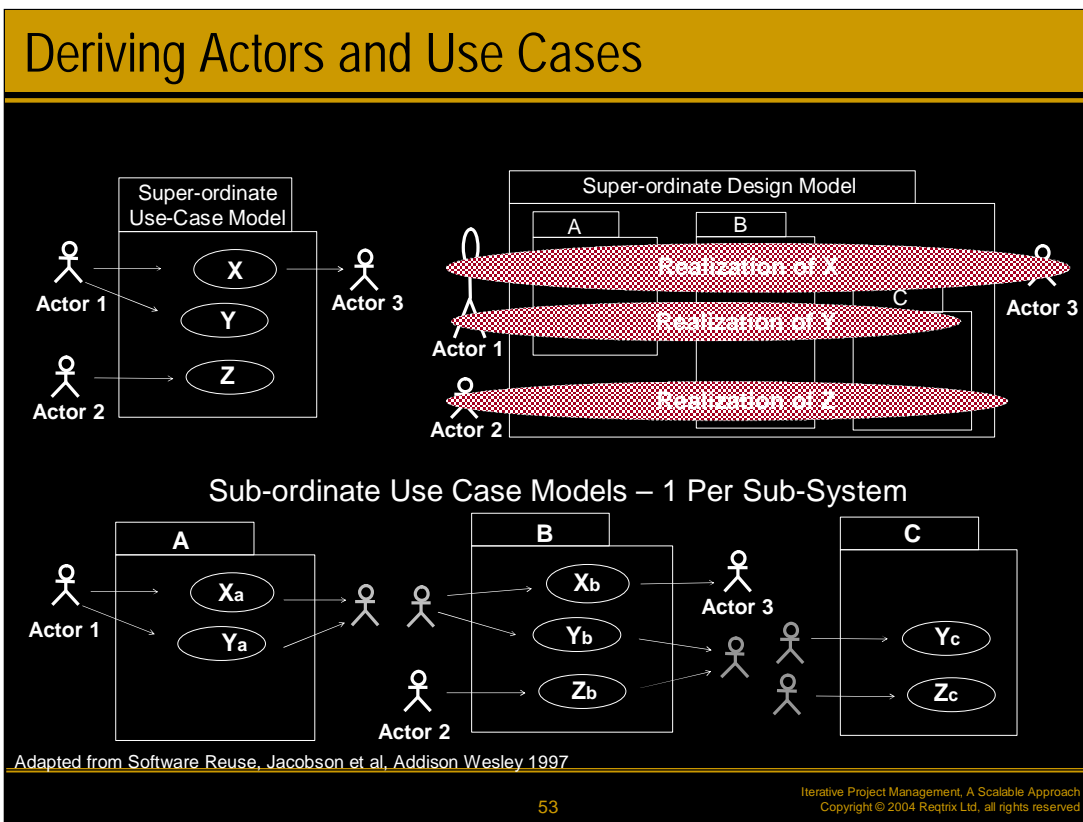 Deriving Actors and Use Cases
Super-ordinate
Use-Case Model
X
Y
Z
Actor 1
Actor 2
Actor 3
Super-ordinate Design Model
A
B
C
Realization of X
Realization of Y
Realization of Z
Actor 1
Actor 2
Actor 3
Sub-ordinate Use Case Models – 1 Per Sub-System
A
Xa
Ya
Actor 1
B
Xb
Yb
Zb
Actor 2
Actor 3
C
Yc
Zc
Adapted from Software Reuse, Jacobson et al, Addison Wesley 1997
53
Iterative Project Management, A Scalable Approach
Copyright © 2004 Reqtrix Ltd, all rights reserved